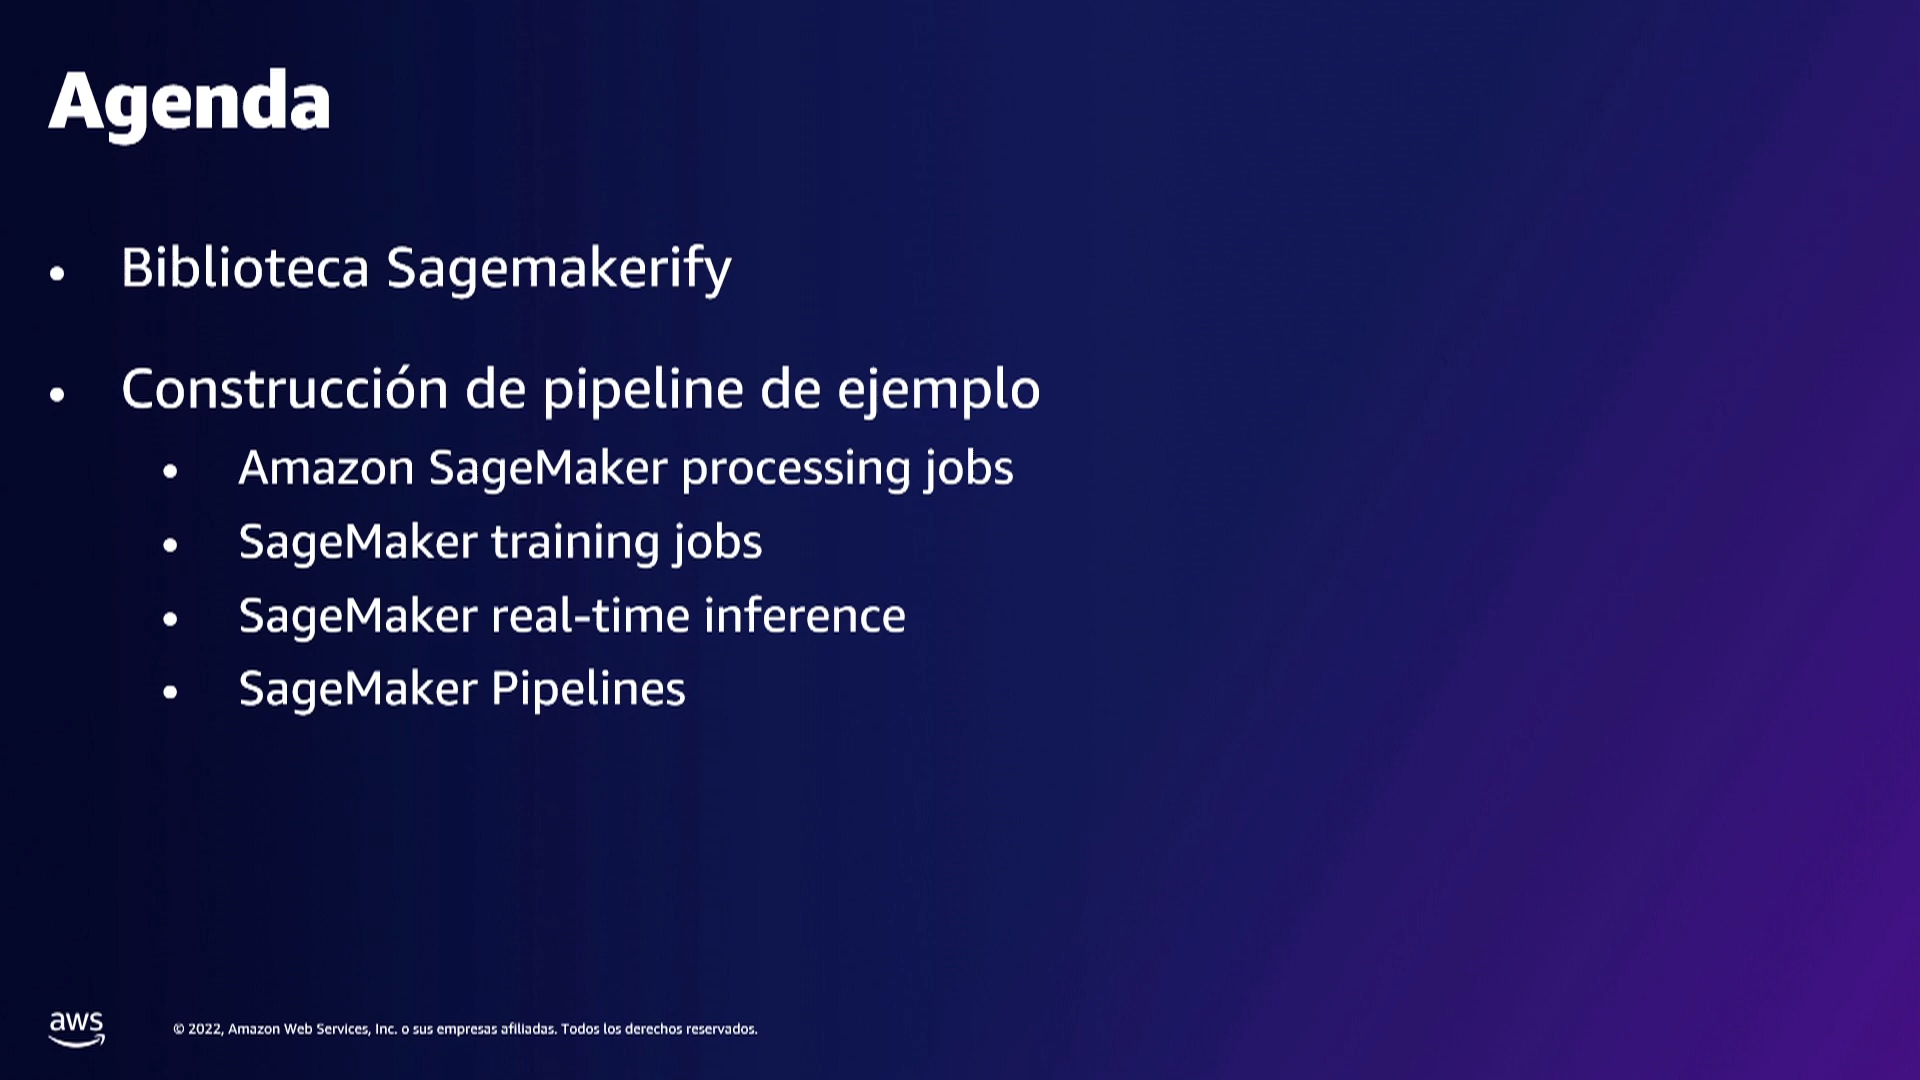 Agenda
• Biblioteca Sagemakerify
• Construcción de pipeline de ejemplo
• Amazon SageMaker processing jobs
• SageMaker training jobs
• SageMaker real-time inference
• SageMaker Pipelines
aws
© 2022, Amazon Web Services, Inc. o sus empresas afiliadas. Todos los derechos reservados.